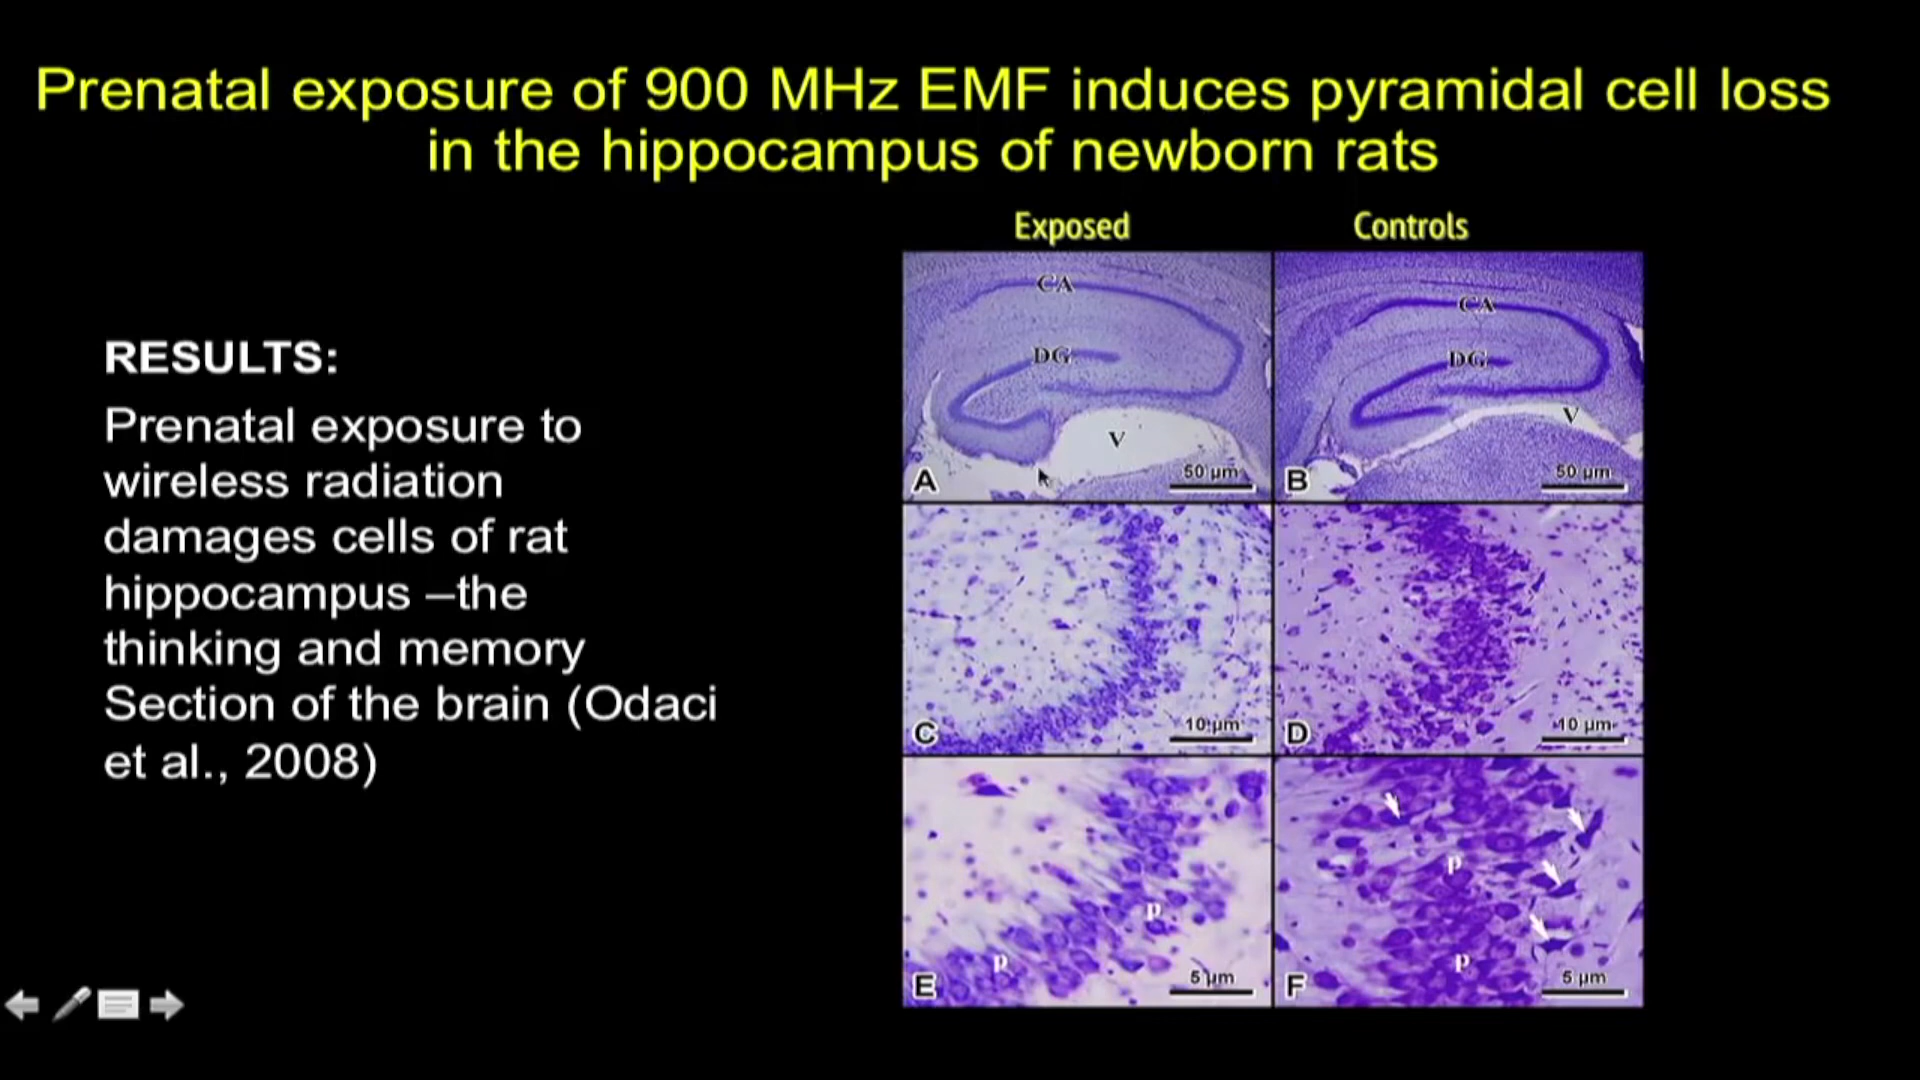 Prenatal exposure of 900 MHz EMF induces pyramidal cell loss
in the hippocampus of newborn rats
Exposed
Controls
RESULTS:
Prenatal exposure to
wireless radiation
damages cells of rat
hippocampus –the
thinking and memory
Section of the brain (Odaci
et al., 2008)
CA
DG
V
A
50 µm
CA
DG
V
B
50 µm
C
10 µm
D
10 µm
p
p
E
5 µm
p
p
F
5 µm